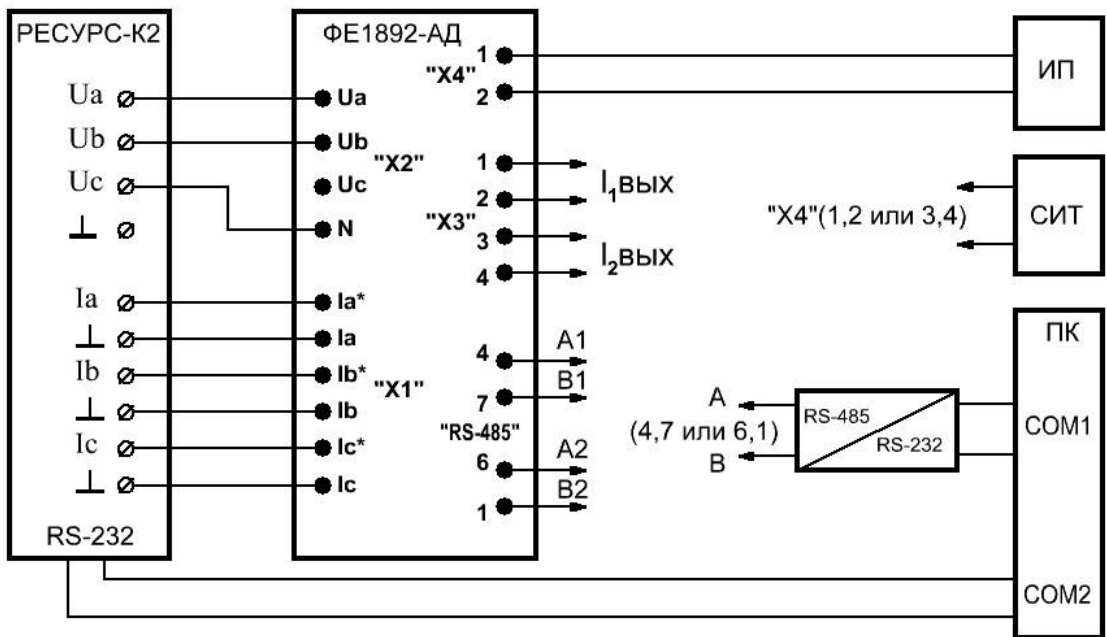 РЕСУРС-К2
Ua
Ub
Uc
Ia
Ib
Ic
RS-232
ФЕ1892-АД
Ua
Ub
"X2"
Uc
N
Ia*
Ia
Ib*
"X1"
Ib
Ic*
Ic
1
"X4"
2
1
2
"X3"
3
4
4
7
"RS-485"
6
1
I₁вых
I₂вых
A1
B1
A2
B2
ИП
СИТ
"X4"(1,2 или 3,4)
ПК
A
(4,7 или 6,1)
B
RS-485
RS-232
COM1
COM2